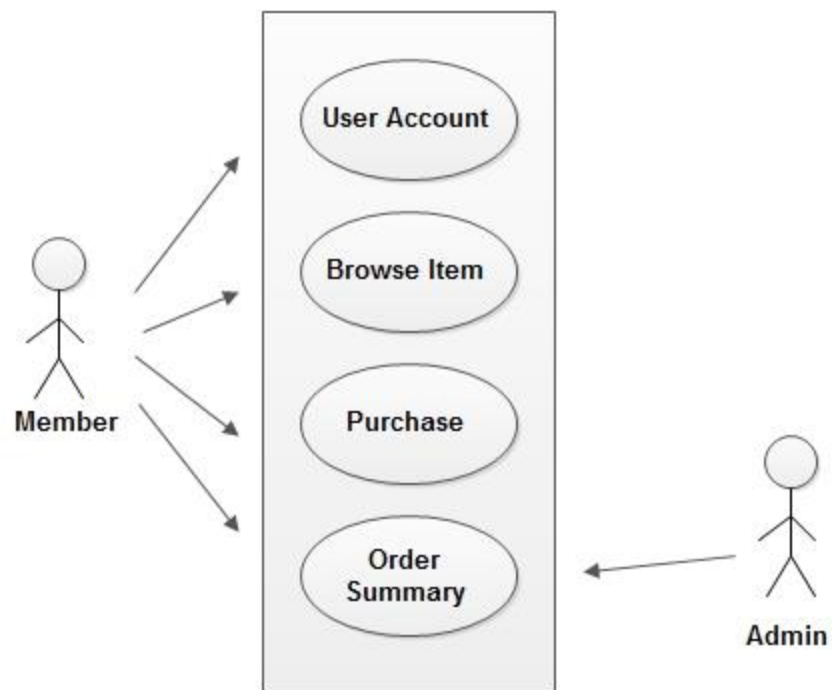 User Account
Browse Item
Member
Purchase
Order
Summary
Admin